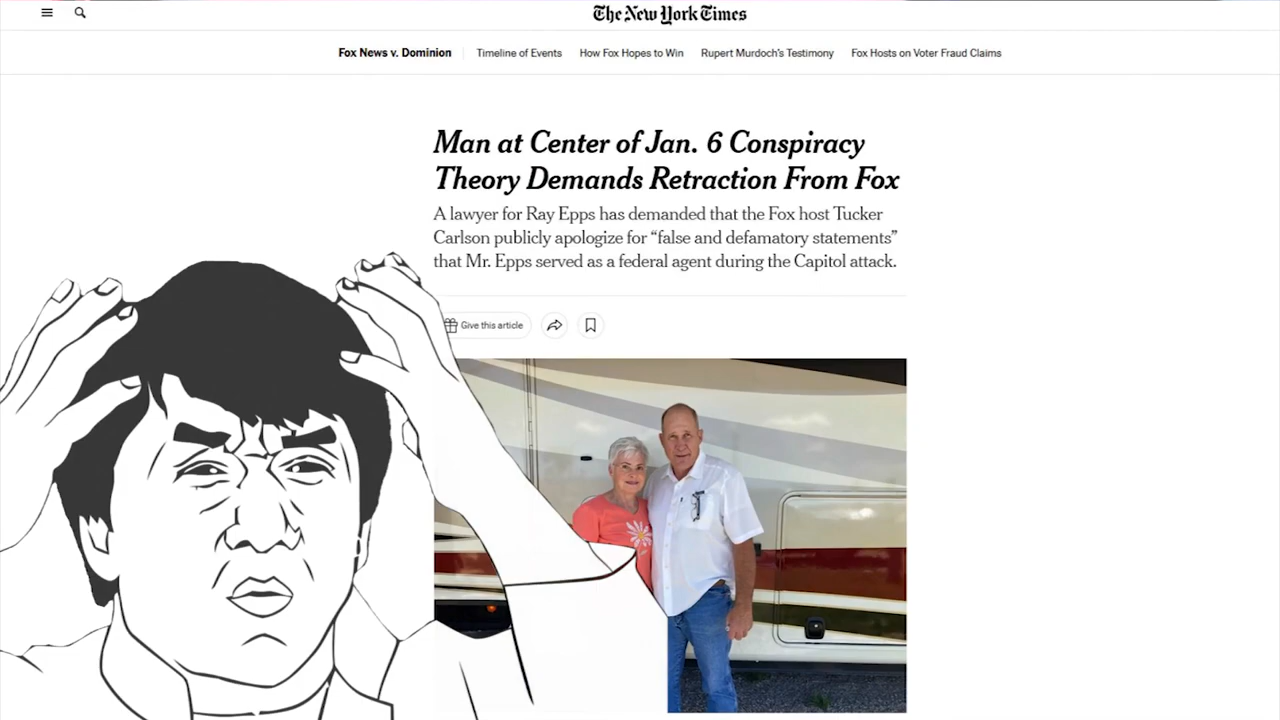 The New York Times
Fox News v. Dominion Timeline of Events How Fox Hopes to Win Rupert Murdoch's Testimony Fox Hosts on Voter Fraud Claims
Man at Center of Jan. 6 Conspiracy
Theory Demands Retraction From Fox
A lawyer for Ray Epps has demanded that the Fox host Tucker
Carlson publicly apologize for “false and defamatory statements”
that Mr. Epps served as a federal agent during the Capitol attack.
Give this article